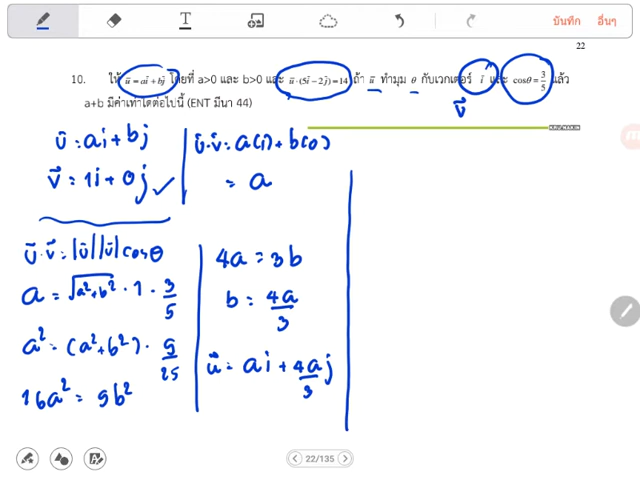 บันทึก อื่นๆ
22
10. ให้ ū = aī + bj̄ โดยที่ a>0 และ b>0 และ ū·(5ī−2j̄)=14 ถ้า ū ทำมุม θ กับเวกเตอร์ ī และ cosθ = 3/5 แล้ว
a+b มีค่าเท่าใดต่อไปนี้ (ENT มีนา 44)
v̄
ū = ai + bj
v̄ = 1i + 0j ✓
ū·v̄ = a(1) + b(0)
= a
ū·v̄ = |ū||ū| cosθ
a = √a²+b² · 1 · 3/5
a² = (a²+b²) · 9/25
16a² = 9b²
4a = 3b
b = 4a/3
ū = ai + 4a/3 j
22/135